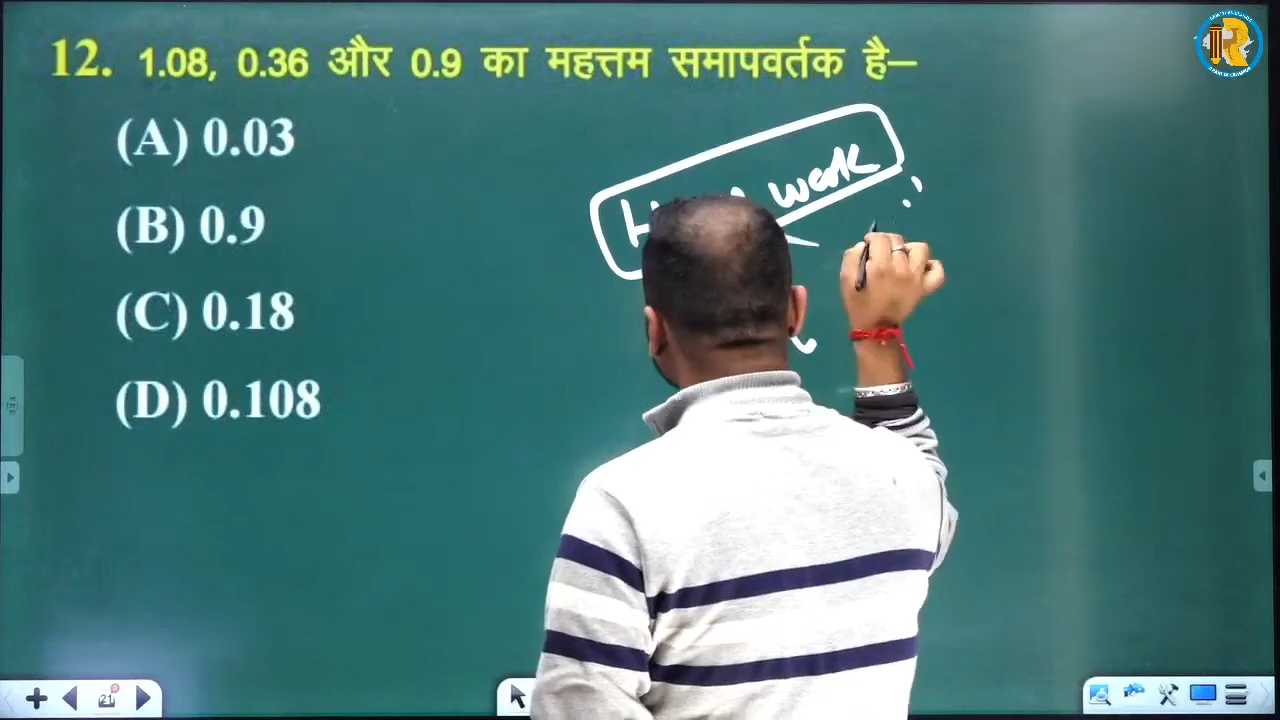 12. 1.08, 0.36 और 0.9 का महत्तम समापवर्तक है–
(A) 0.03
(B) 0.9
(C) 0.18
(D) 0.108
work
21